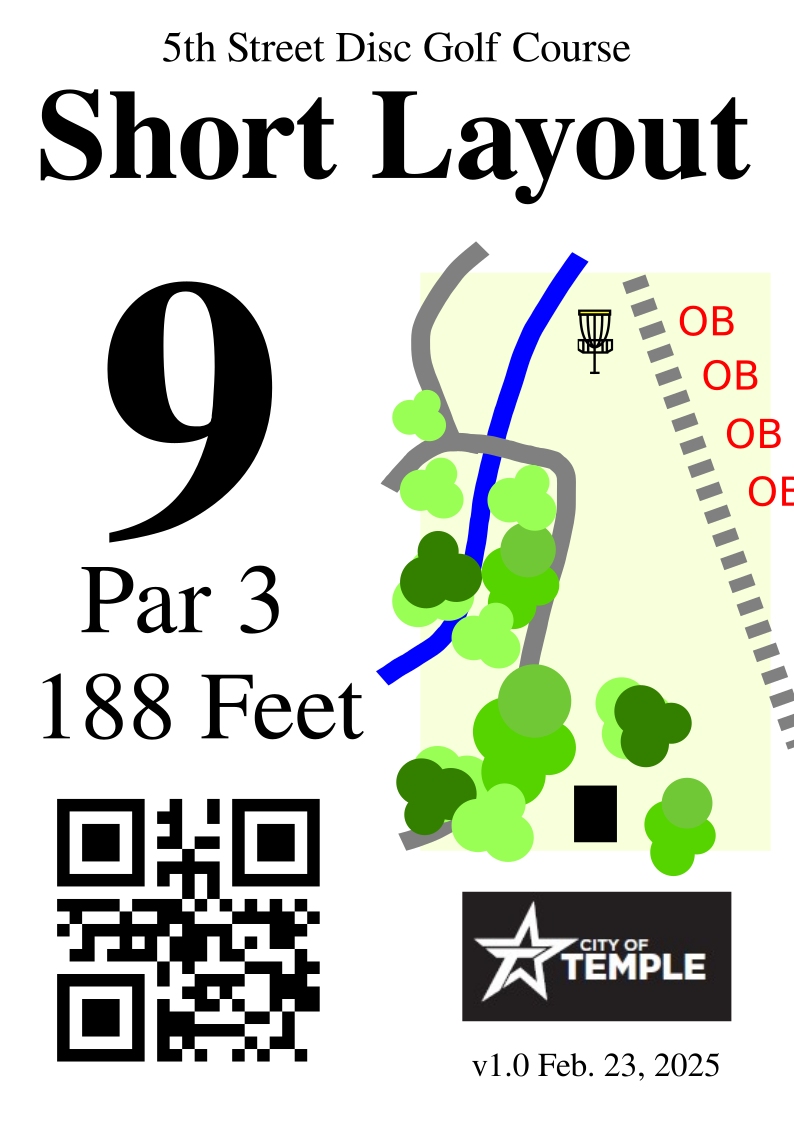 5th Street Disc Golf Course
Short Layout
9
Par 3
188 Feet
OB
OB
OB
OB
CITY OF
TEMPLE
v1.0 Feb. 23, 2025